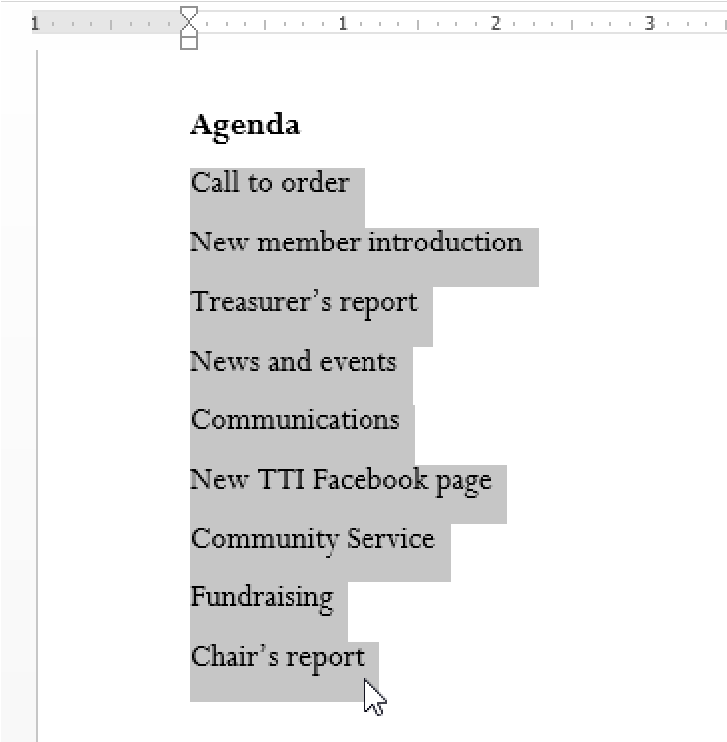 1 1 2 3
Agenda
Call to order
New member introduction
Treasurer’s report
News and events
Communications
New TTI Facebook page
Community Service
Fundraising
Chair’s report